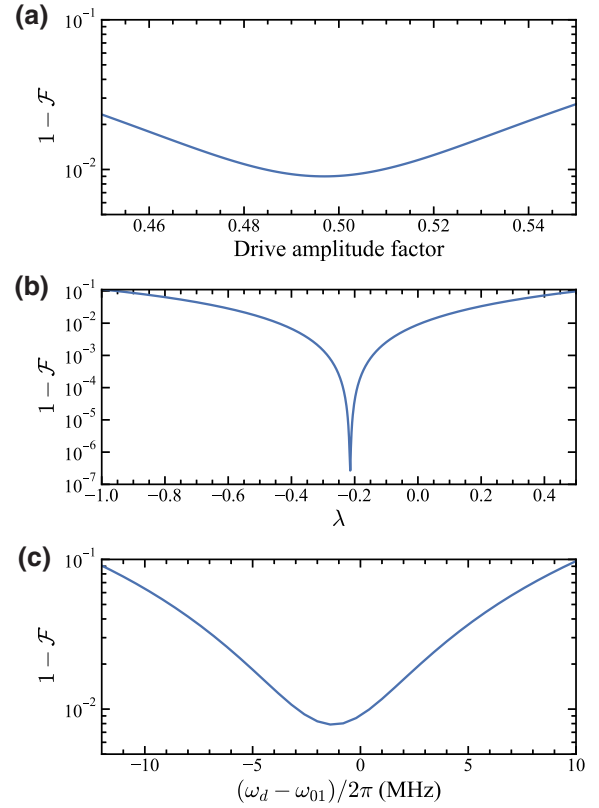 (a)
10⁻¹
1 − ℱ
10⁻²
0.46 0.48 0.50 0.52 0.54
Drive amplitude factor
(b)
10⁻¹
10⁻²
10⁻³
1 − ℱ
10⁻⁴
10⁻⁵
10⁻⁶
10⁻⁷
−1.0 −0.8 −0.6 −0.4 −0.2 0.0 0.2 0.4
λ
(c)
10⁻¹
1 − ℱ
10⁻²
−10 −5 0 5 10
(ω_d − ω₀₁)/2π (MHz)